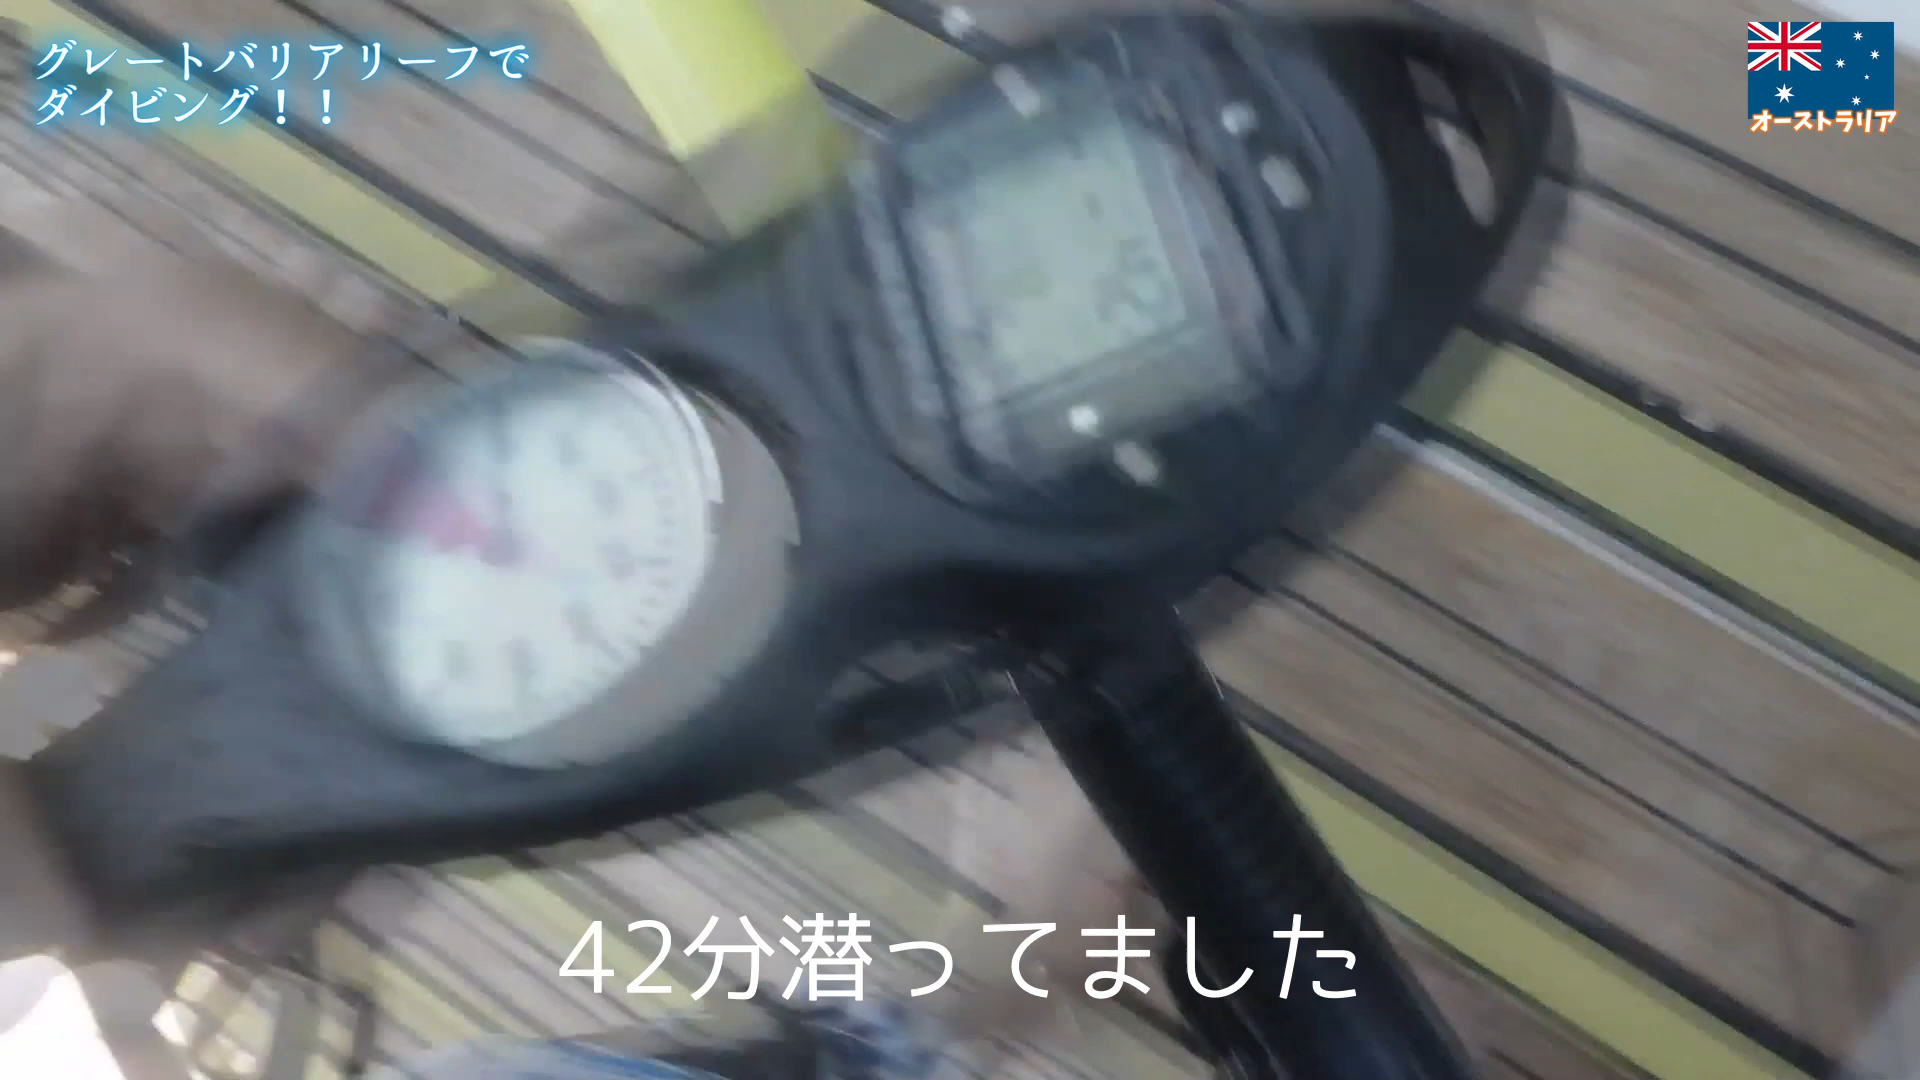 グレートバリアリーフで
ダイビング！！
オーストラリア
42分潜ってました